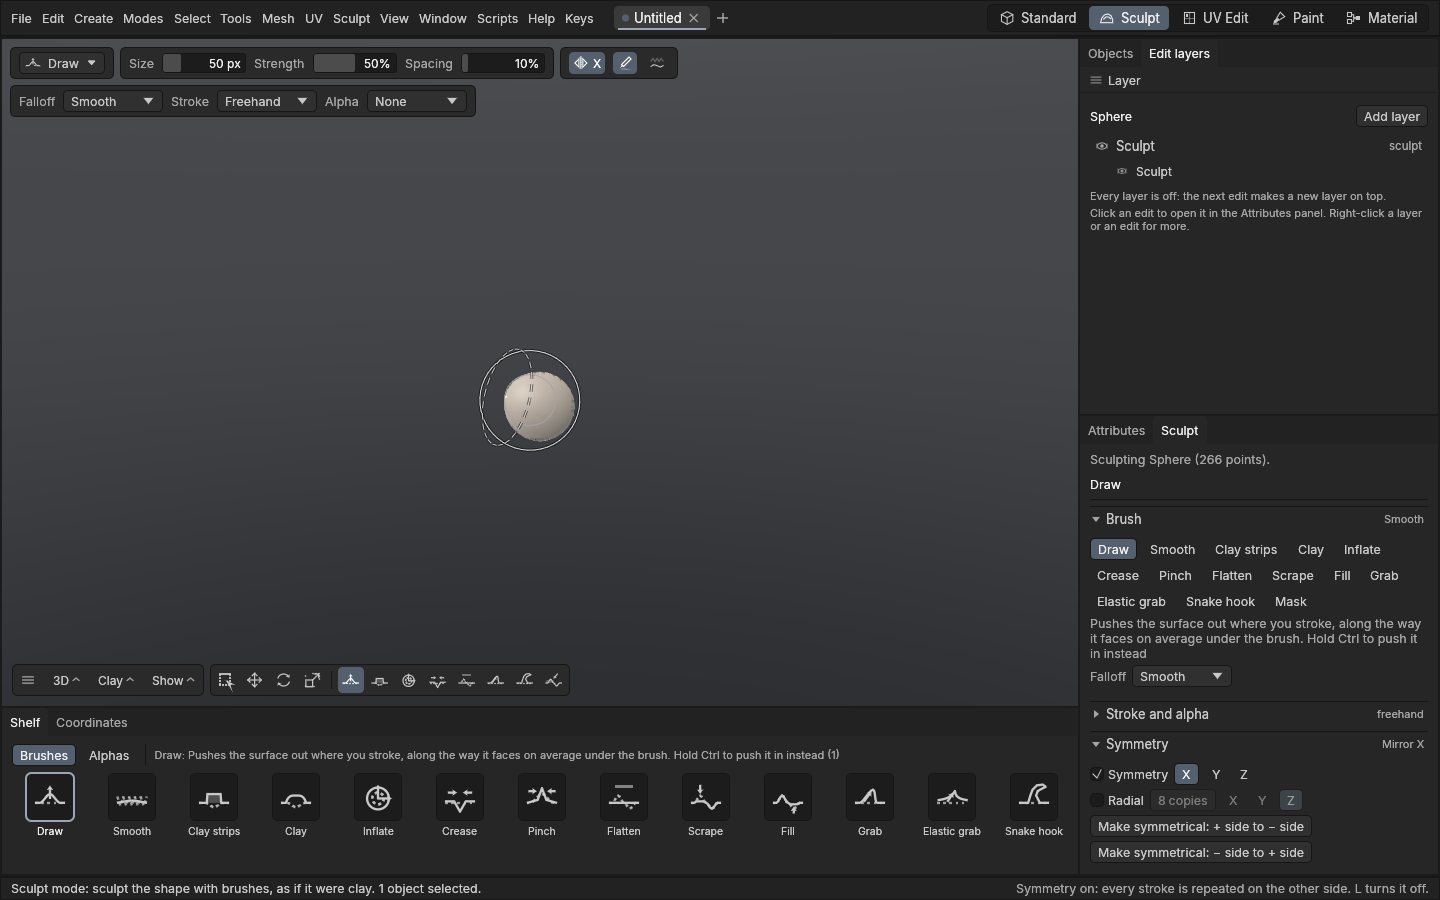 File Edit Create Modes Select Tools Mesh UV Sculpt View Window Scripts Help Keys Untitled Standard Sculpt UV Edit Paint Material
Draw Size 50 px Strength 50% Spacing 10% X
Falloff Smooth Stroke Freehand Alpha None
3D Clay Show
Shelf Coordinates
Brushes Alphas Draw: Pushes the surface out where you stroke, along the way it faces on average under the brush. Hold Ctrl to push it in instead (1)
Draw Smooth Clay strips Clay Inflate Crease Pinch Flatten Scrape Fill Grab Elastic grab Snake hook
Objects Edit layers
Layer
Sphere Add layer
Sculpt sculpt
Sculpt
Every layer is off: the next edit makes a new layer on top.
Click an edit to open it in the Attributes panel. Right-click a layer
or an edit for more.
Attributes Sculpt
Sculpting Sphere (266 points).
Draw
Brush Smooth
Draw Smooth Clay strips Clay Inflate
Crease Pinch Flatten Scrape Fill Grab
Elastic grab Snake hook Mask
Pushes the surface out where you stroke, along the way
it faces on average under the brush. Hold Ctrl to push it
in instead
Falloff Smooth
Stroke and alpha freehand
Symmetry Mirror X
Symmetry X Y Z
Radial 8 copies X Y Z
Make symmetrical: + side to − side
Make symmetrical: − side to + side
Sculpt mode: sculpt the shape with brushes, as if it were clay. 1 object selected. Symmetry on: every stroke is repeated on the other side. L turns it off.